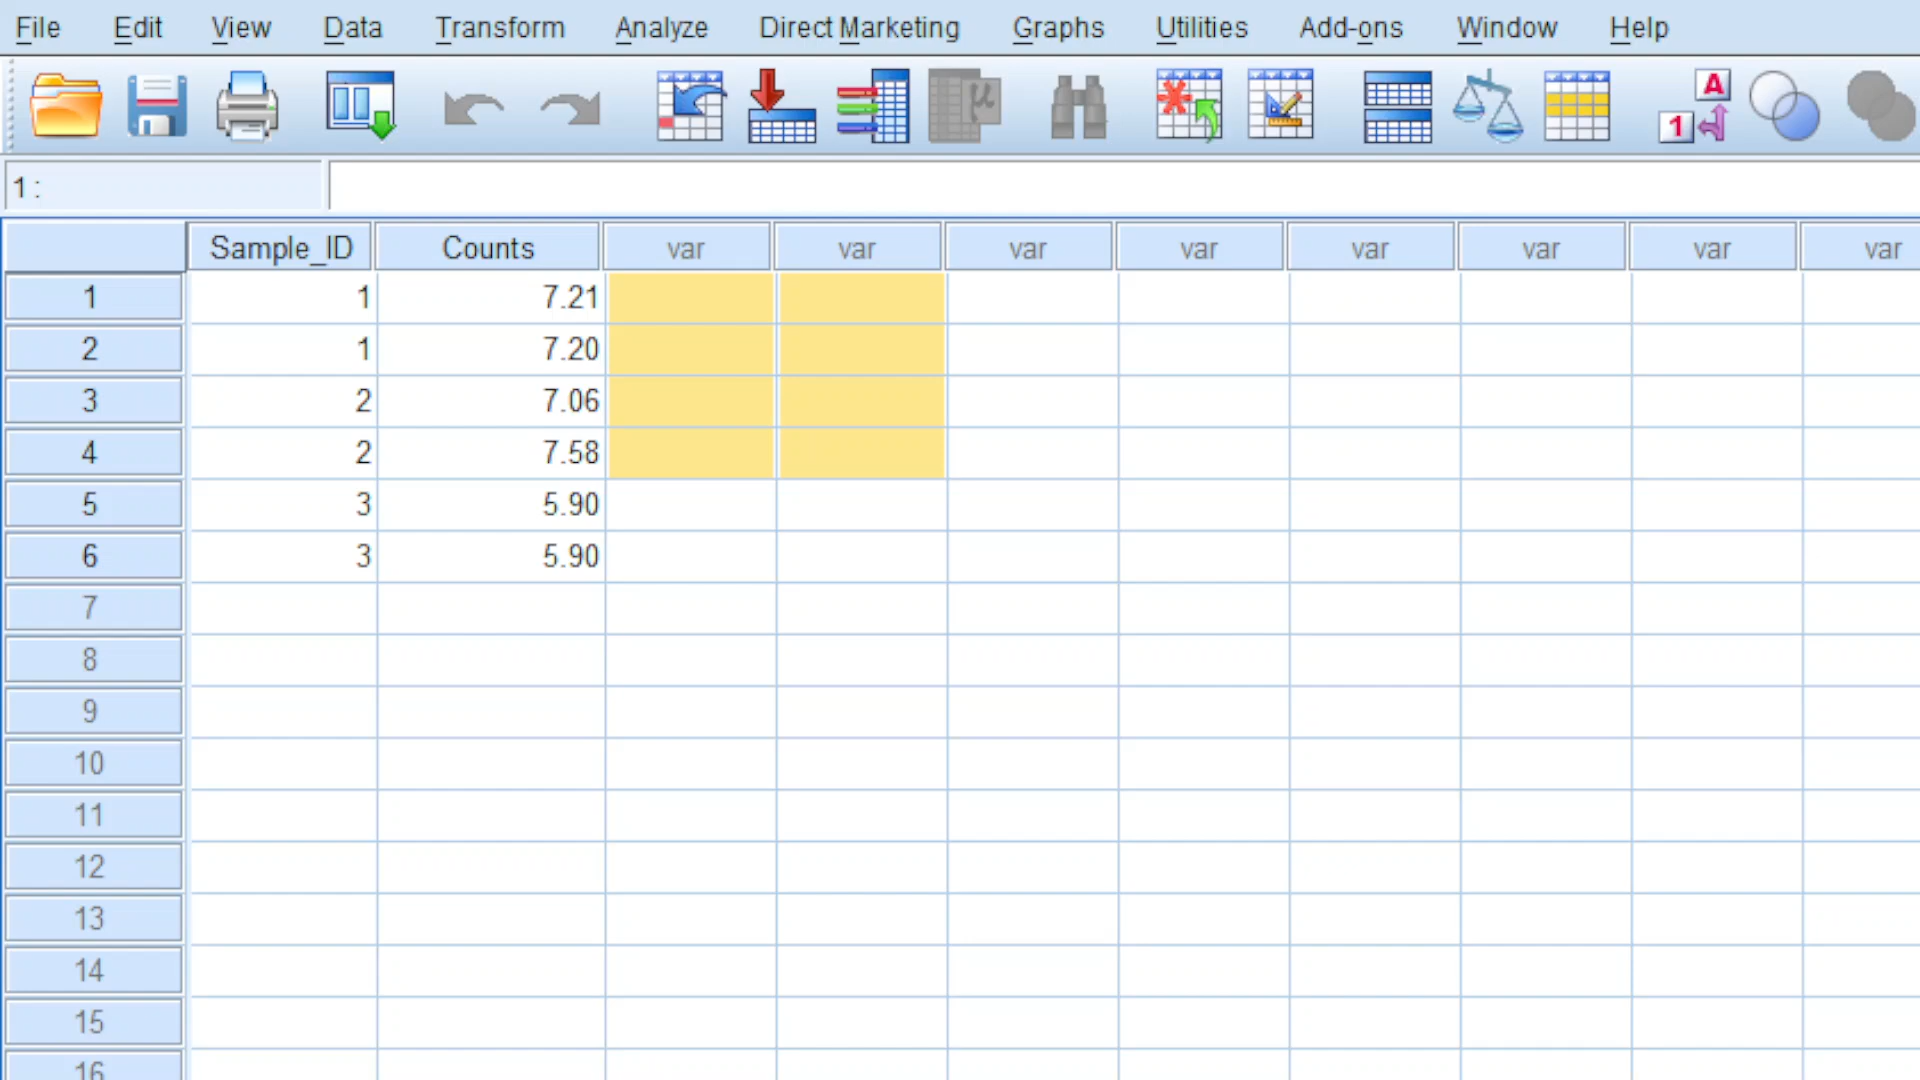 File Edit View Data Transform Analyze Direct Marketing Graphs Utilities Add-ons Window Help
A
1
μ
1 :
Sample_ID Counts var var var var var var var var
1 1 7.21
2 1 7.20
3 2 7.06
4 2 7.58
5 3 5.90
6 3 5.90
7
8
9
10
11
12
13
14
15
16